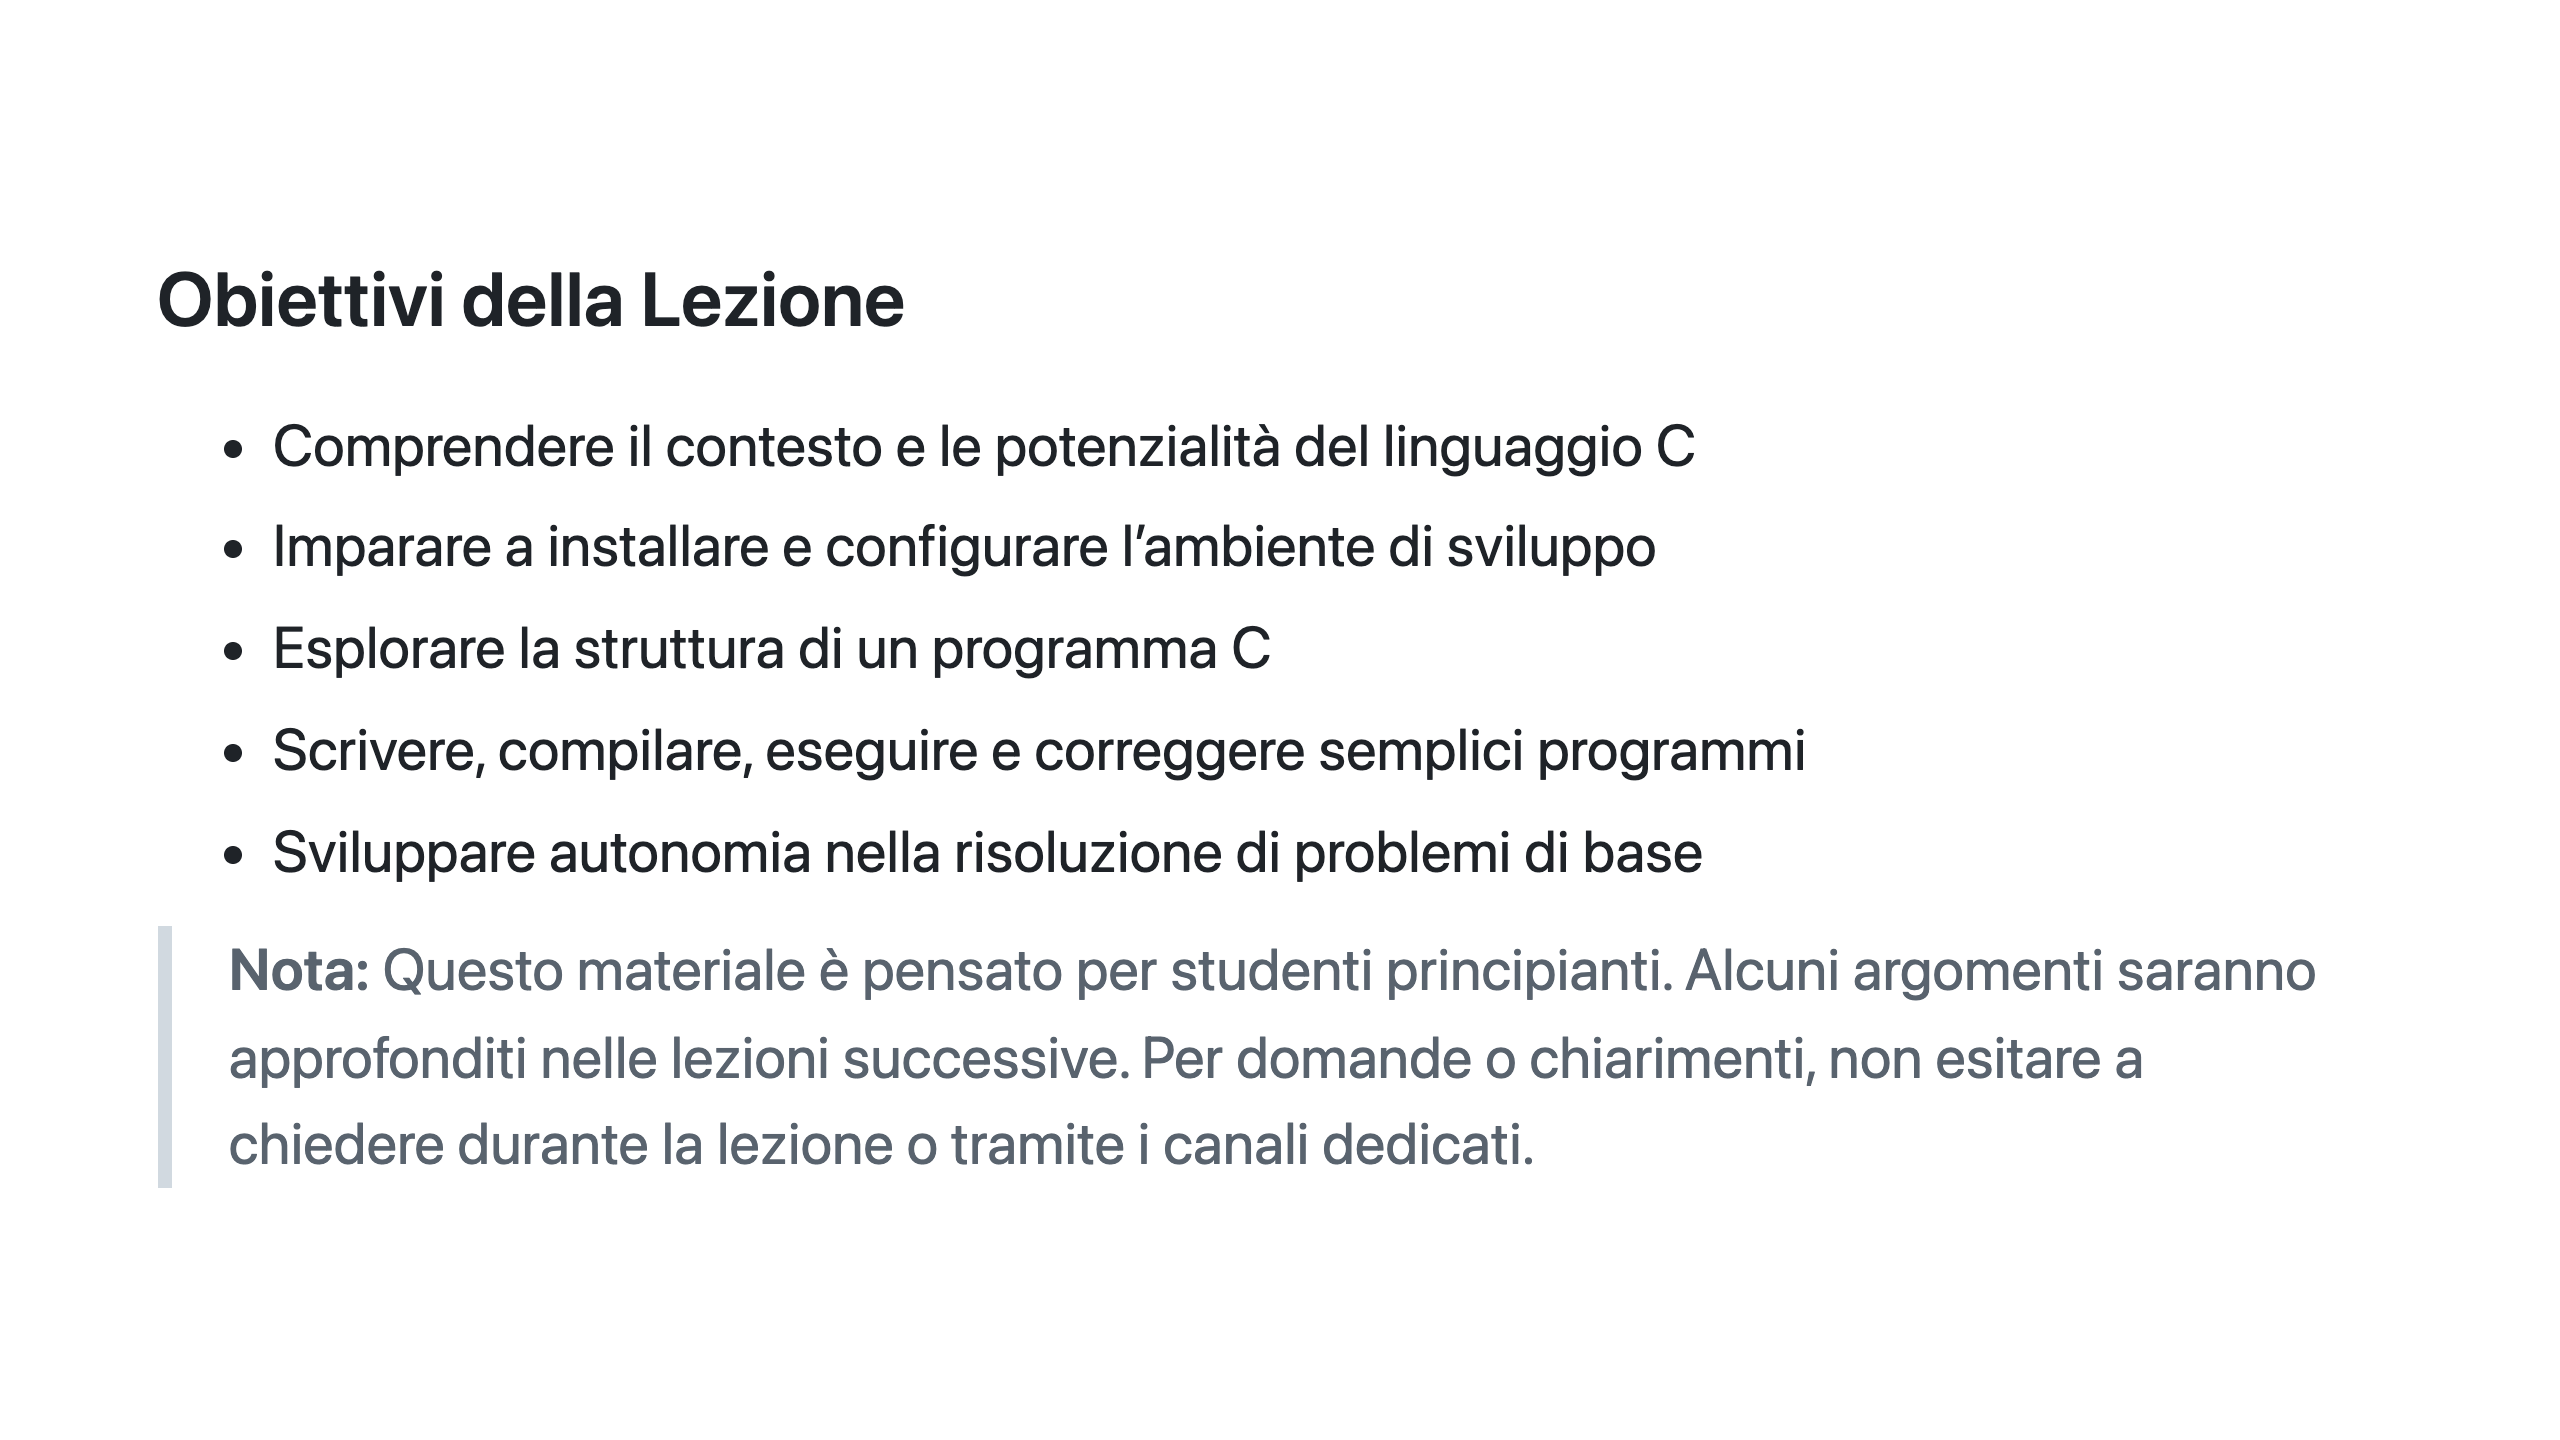 Obiettivi della Lezione
• Comprendere il contesto e le potenzialità del linguaggio C
• Imparare a installare e configurare l’ambiente di sviluppo
• Esplorare la struttura di un programma C
• Scrivere, compilare, eseguire e correggere semplici programmi
• Sviluppare autonomia nella risoluzione di problemi di base
Nota: Questo materiale è pensato per studenti principianti. Alcuni argomenti saranno
approfonditi nelle lezioni successive. Per domande o chiarimenti, non esitare a
chiedere durante la lezione o tramite i canali dedicati.